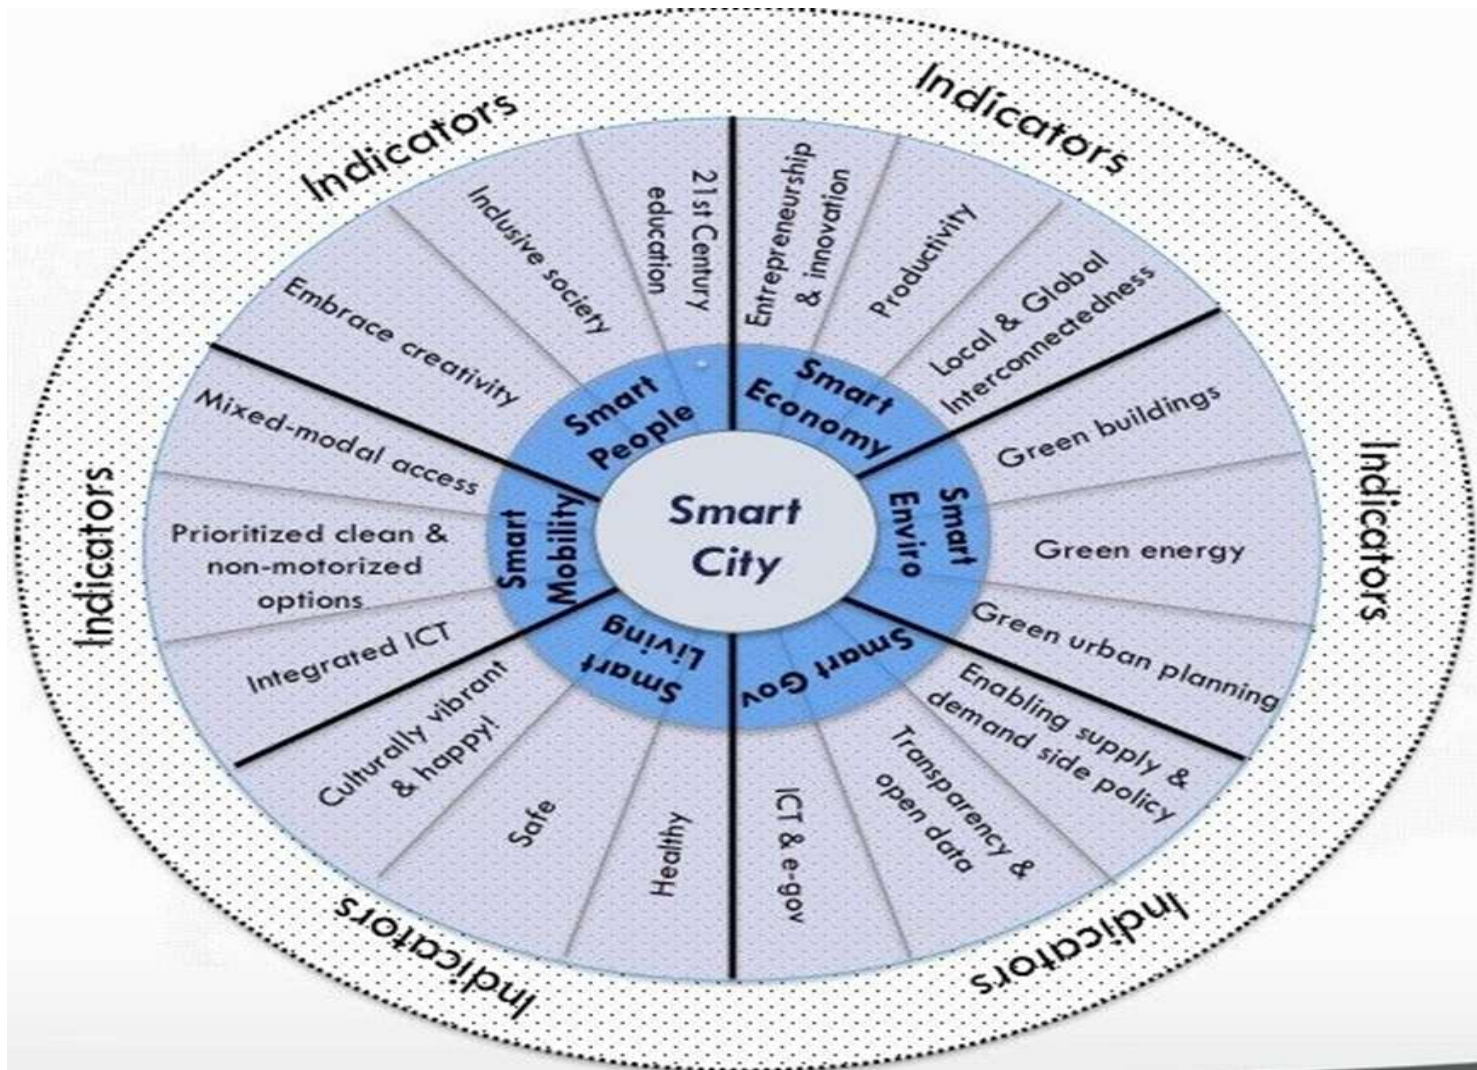 Smart
City
Smart
Economy
Entrepreneurship
& innovation
Productivity
Local & Global
Interconnectedness
Indicators
Smart
Enviro
Green buildings
Green energy
Green urban planning
Indicators
Smart Gov
Enabling supply &
demand side policy
Transparency &
open data
ICT & e-gov
Indicators
Smart
Living
Healthy
Safe
Culturally vibrant
& happy!
Indicators
Smart
Mobility
Integrated ICT
Prioritized clean &
non-motorized
options
Mixed-modal access
Indicators
Smart
People
Embrace creativity
Inclusive society
21st Century
education
Indicators